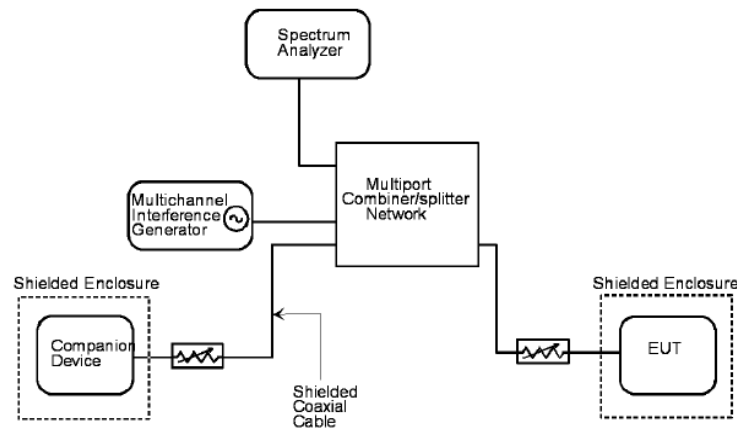 Spectrum
Analyzer
Multiport
Combiner/splitter
Network
Multichannel
Interference
Generator
Shielded Enclosure
Companion
Device
Shielded
Coaxial
Cable
Shielded Enclosure
EUT